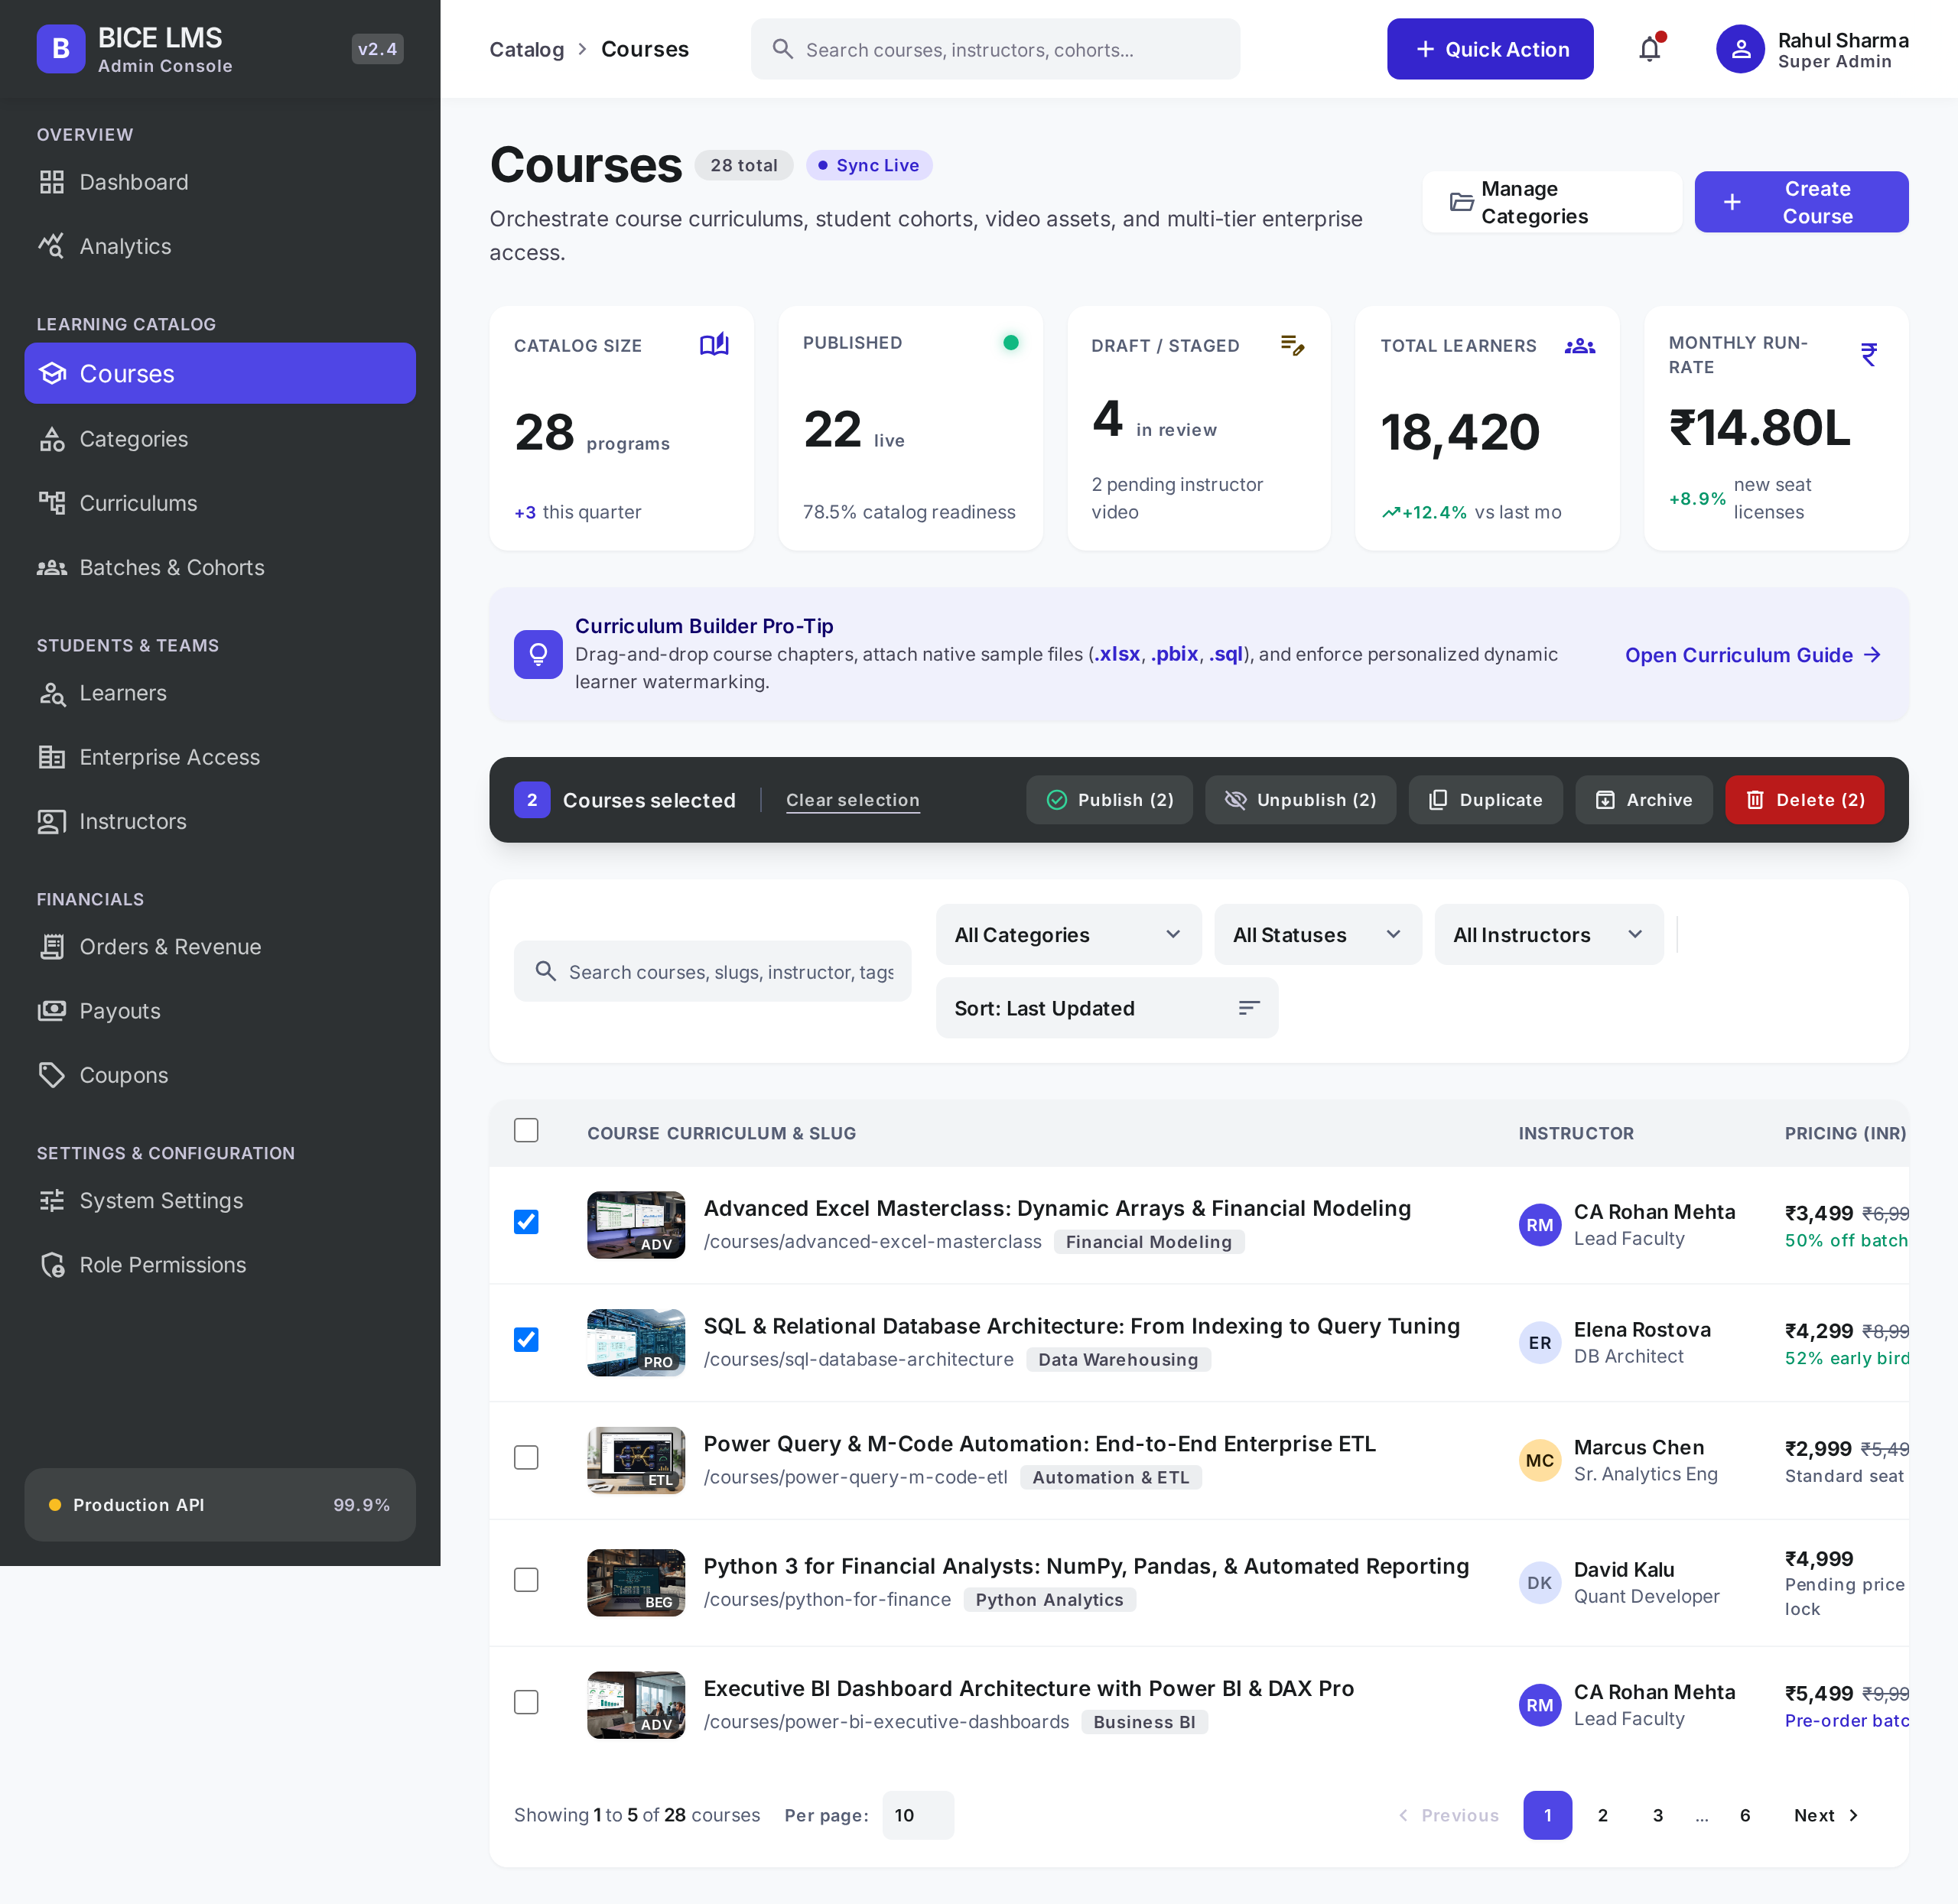 B
BICE LMS
Admin Console
v2.4
OVERVIEW
Dashboard
Analytics
LEARNING CATALOG
Courses
Categories
Curriculums
Batches & Cohorts
STUDENTS & TEAMS
Learners
Enterprise Access
Instructors
FINANCIALS
Orders & Revenue
Payouts
Coupons
SETTINGS & CONFIGURATION
System Settings
Role Permissions
Production API 99.9%
Catalog > Courses
Search courses, instructors, cohorts...
+ Quick Action
Rahul Sharma
Super Admin
Courses 28 total Sync Live
Orchestrate course curriculums, student cohorts, video assets, and multi-tier enterprise
access.
Manage
Categories
+ Create
Course
CATALOG SIZE
28 programs
+3 this quarter
PUBLISHED
22 live
78.5% catalog readiness
DRAFT / STAGED
4 in review
2 pending instructor
video
TOTAL LEARNERS
18,420
+12.4% vs last mo
MONTHLY RUN-
RATE
₹
₹14.80L
+8.9% new seat
licenses
Curriculum Builder Pro-Tip
Drag-and-drop course chapters, attach native sample files (.xlsx, .pbix, .sql), and enforce personalized dynamic
learner watermarking.
Open Curriculum Guide →
2 Courses selected Clear selection Publish (2) Unpublish (2) Duplicate Archive Delete (2)
Search courses, slugs, instructor, tags
All Categories All Statuses All Instructors
Sort: Last Updated
COURSE CURRICULUM & SLUG INSTRUCTOR PRICING (INR)
ADV
Advanced Excel Masterclass: Dynamic Arrays & Financial Modeling
/courses/advanced-excel-masterclass Financial Modeling
RM CA Rohan Mehta
Lead Faculty
₹3,499 ₹6,99
50% off batch
PRO
SQL & Relational Database Architecture: From Indexing to Query Tuning
/courses/sql-database-architecture Data Warehousing
ER Elena Rostova
DB Architect
₹4,299 ₹8,99
52% early bird
ETL
Power Query & M-Code Automation: End-to-End Enterprise ETL
/courses/power-query-m-code-etl Automation & ETL
MC Marcus Chen
Sr. Analytics Eng
₹2,999 ₹5,49
Standard seat
BEG
Python 3 for Financial Analysts: NumPy, Pandas, & Automated Reporting
/courses/python-for-finance Python Analytics
DK David Kalu
Quant Developer
₹4,999
Pending price
lock
ADV
Executive BI Dashboard Architecture with Power BI & DAX Pro
/courses/power-bi-executive-dashboards Business BI
RM CA Rohan Mehta
Lead Faculty
₹5,499 ₹9,99
Pre-order batc
Showing 1 to 5 of 28 courses Per page: 10
< Previous 1 2 3 ... 6 Next >